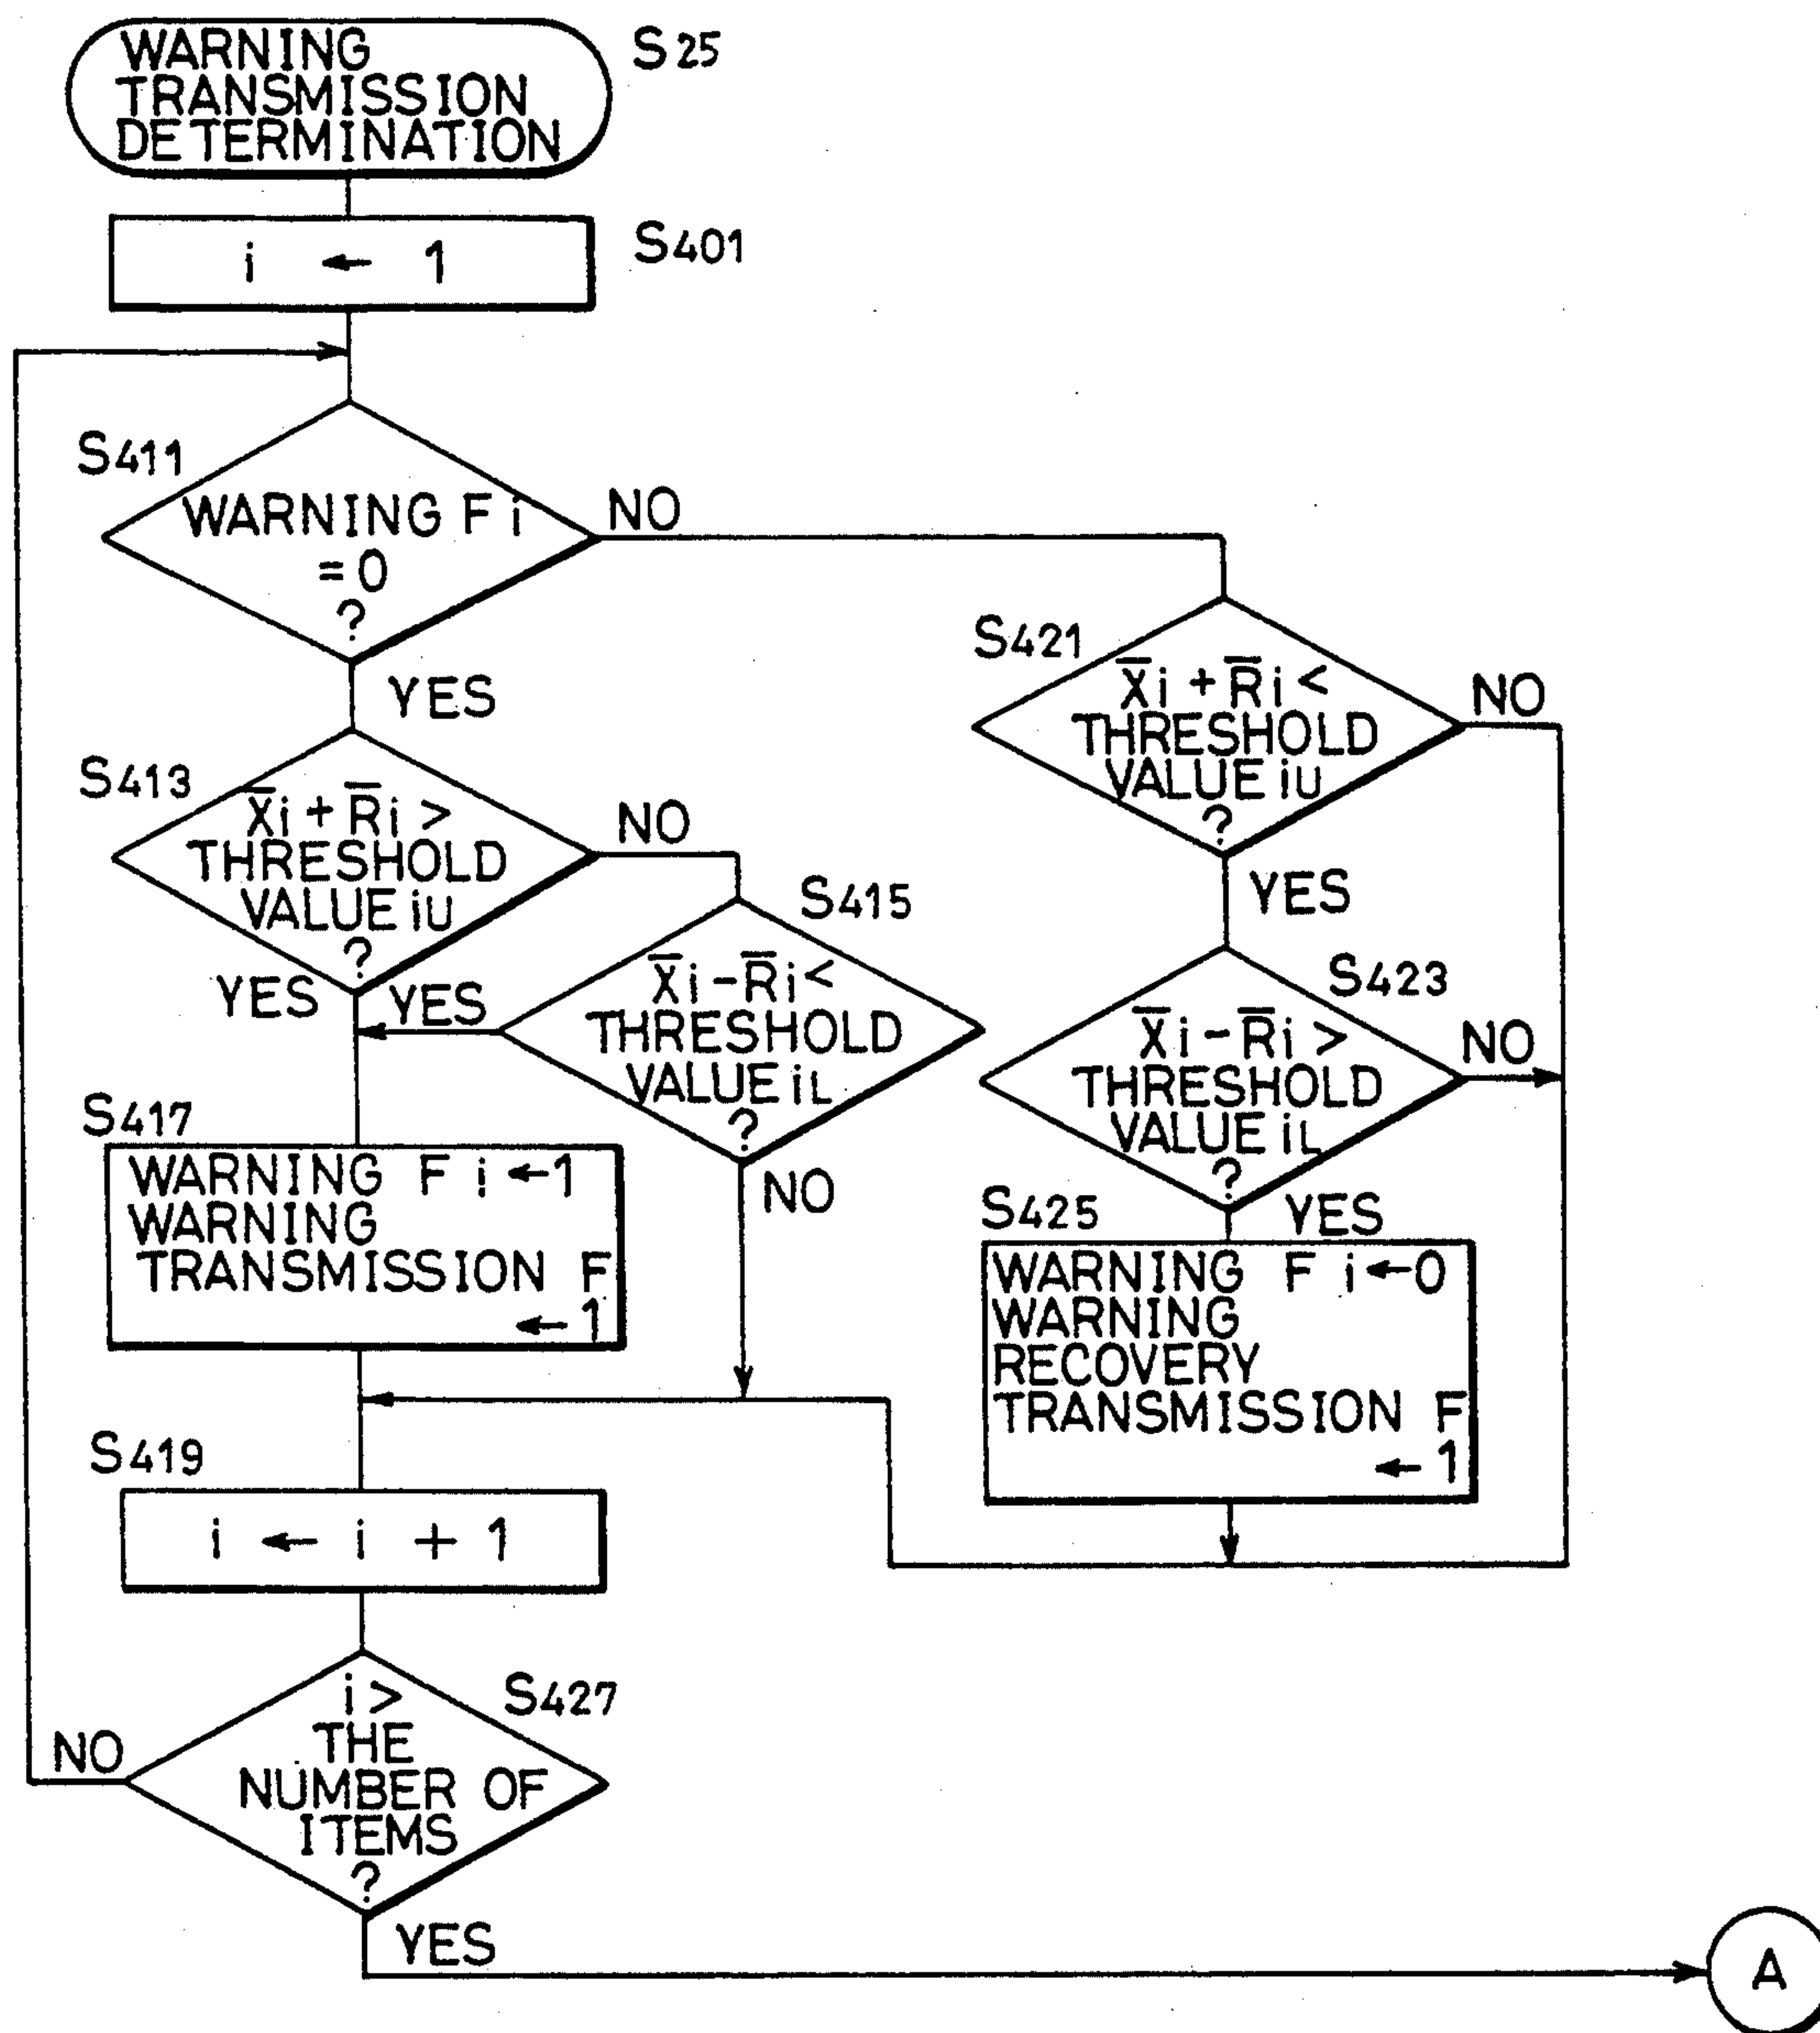 WARNING
TRANSMISSION
DETERMINATION
S25
i ← 1
S401
S411
WARNING F i
=0
?
NO
YES
S413
X̄i + R̄i >
THRESHOLD
VALUE iU
?
NO
YES
S415
X̄i - R̄i <
THRESHOLD
VALUE iL
?
YES
NO
S417
WARNING F i ←1
WARNING
TRANSMISSION F
← 1
S421
X̄i + R̄i <
THRESHOLD
VALUE iU
?
NO
YES
S423
X̄i - R̄i >
THRESHOLD
VALUE iL
?
NO
YES
S425
WARNING F i ←0
WARNING
RECOVERY
TRANSMISSION F
← 1
S419
i ← i + 1
S427
i >
THE
NUMBER OF
ITEMS
?
NO
YES
A